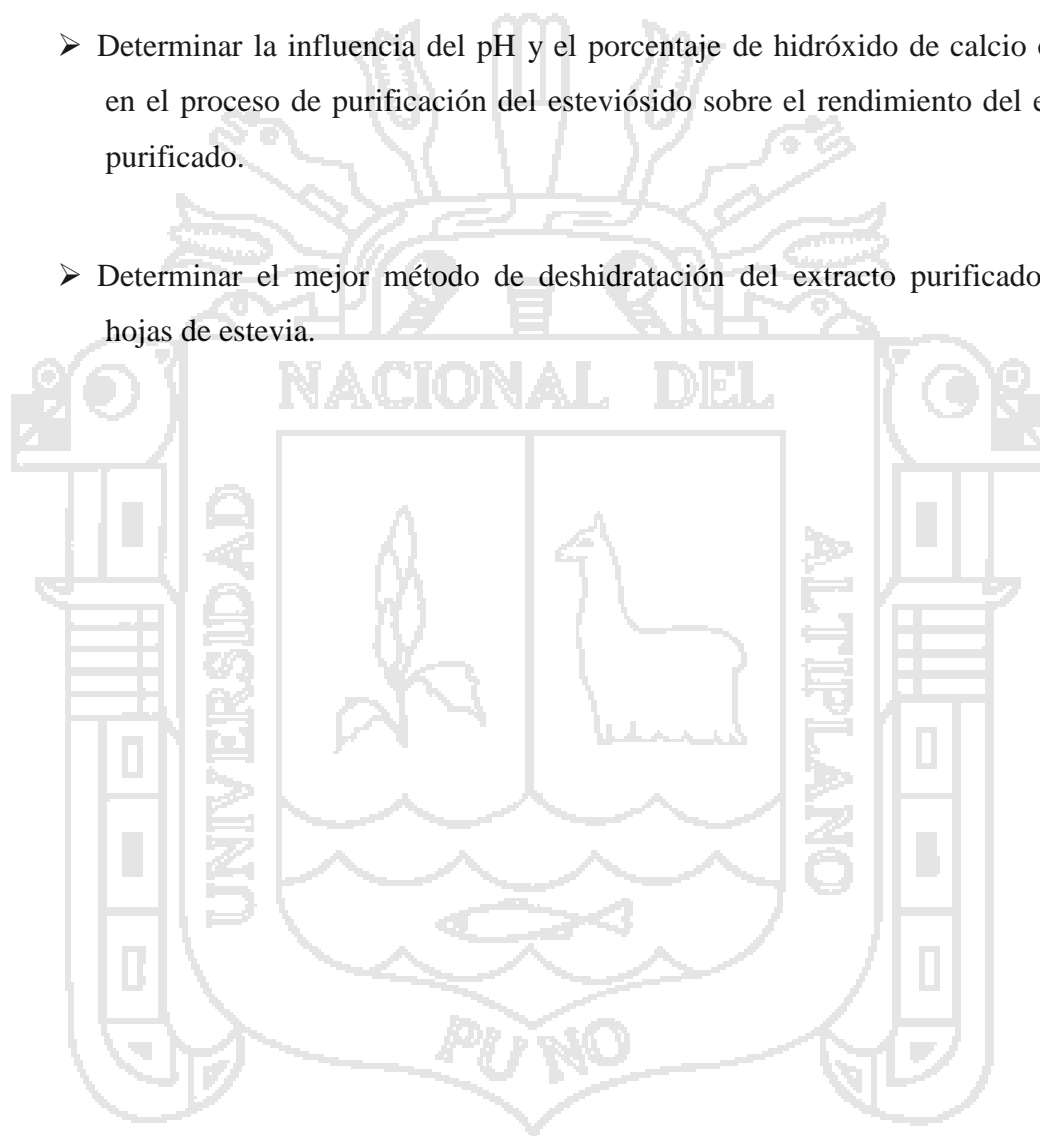 ➤ Determinar la influencia del pH y el porcentaje de hidróxido de calcio
en el proceso de purificación del esteviósido sobre el rendimiento del
purificado.
➤ Determinar el mejor método de deshidratación del extracto purificado
hojas de estevia.
NACIONAL DEL
UNIVERSIDAD
ALTIPLANO
PUNO